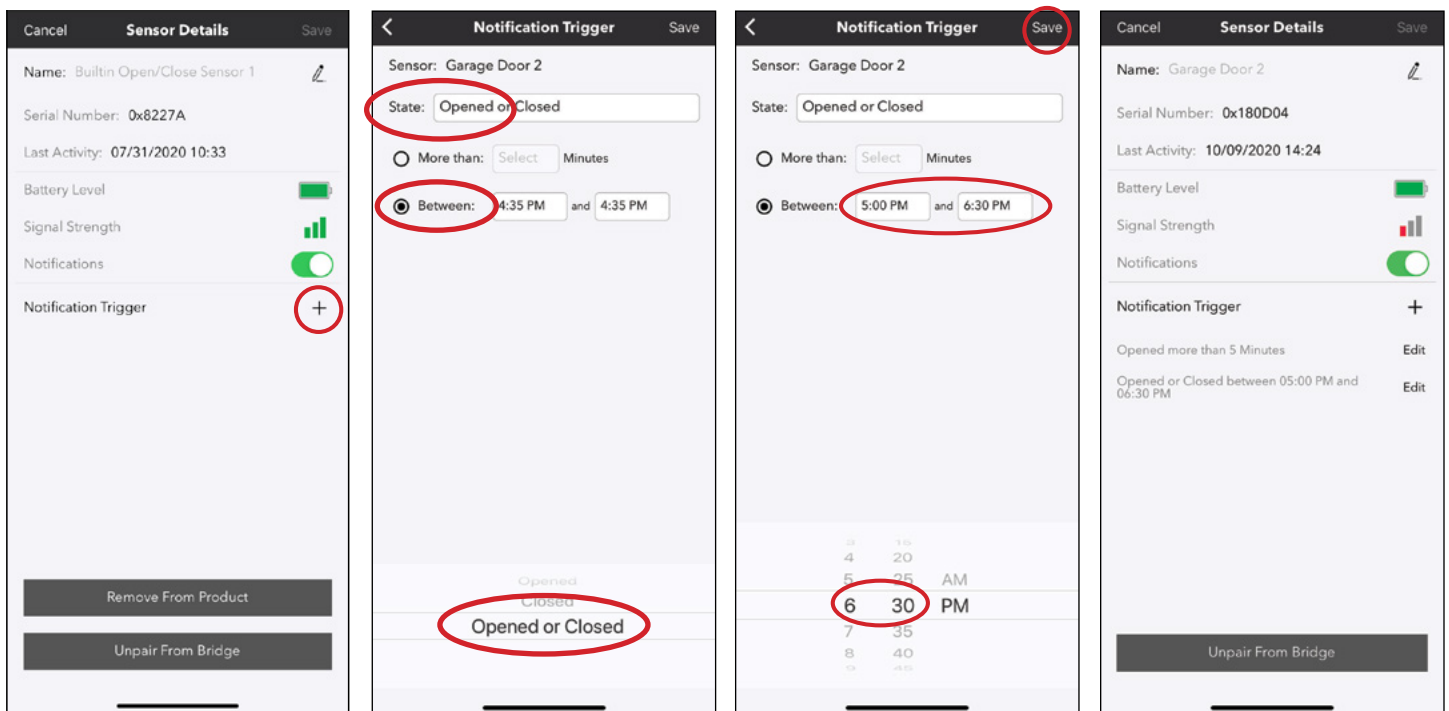 Cancel Sensor Details Save
Name: Builtin Open/Close Sensor 1
Serial Number: 0x8227A
Last Activity: 07/31/2020 10:33
Battery Level
Signal Strength
Notifications
Notification Trigger +
Remove From Product
Unpair From Bridge
Notification Trigger Save
Sensor: Garage Door 2
State: Opened or Closed
More than: Select Minutes
Between: 4:35 PM and 4:35 PM
Opened
Closed
Opened or Closed
Notification Trigger Save
Sensor: Garage Door 2
State: Opened or Closed
More than: Select Minutes
Between: 5:00 PM and 6:30 PM
3 15
4 20
5 25 AM
6 30 PM
7 35
8 40
9 45
Cancel Sensor Details Save
Name: Garage Door 2
Serial Number: 0x180D04
Last Activity: 10/09/2020 14:24
Battery Level
Signal Strength
Notifications
Notification Trigger +
Opened more than 5 Minutes Edit
Opened or Closed between 05:00 PM and
06:30 PM Edit
Unpair From Bridge